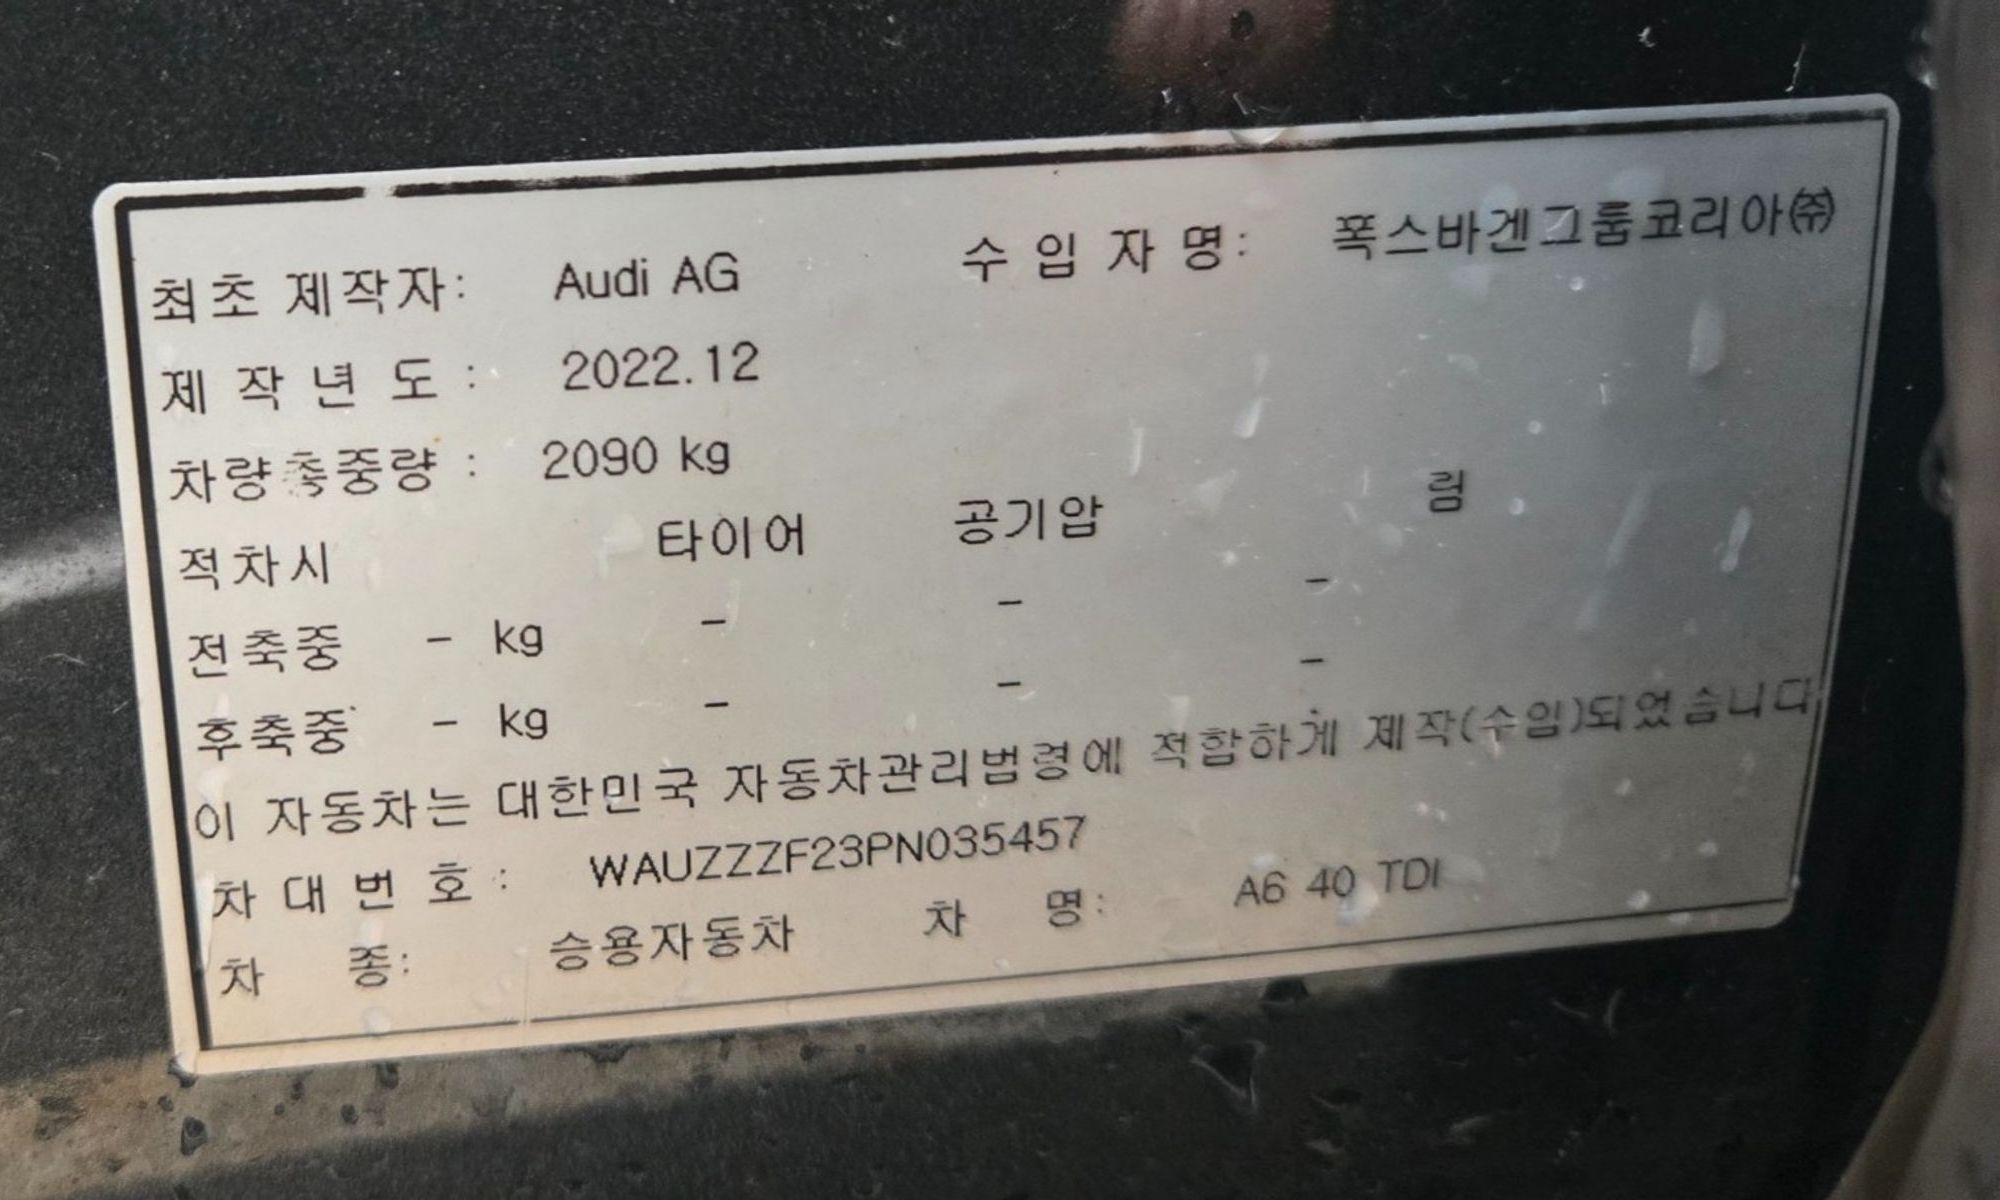 최초 제작자: Audi AG 수 입 자 명: 폭스바겐그룹코리아㈜
제 작 년 도 : 2022.12
차량총중량 : 2090 kg
적차시 타이어 공기압 림
전축중 - kg - - -
후축중 - kg - - -
이 자동차는 대한민국 자동차관리법령에 적합하게 제작(수입)되었습니다
차 대 번 호 : WAUZZZF23PN035457
차 종: 승용자동차 차 명: A6 40 TDI